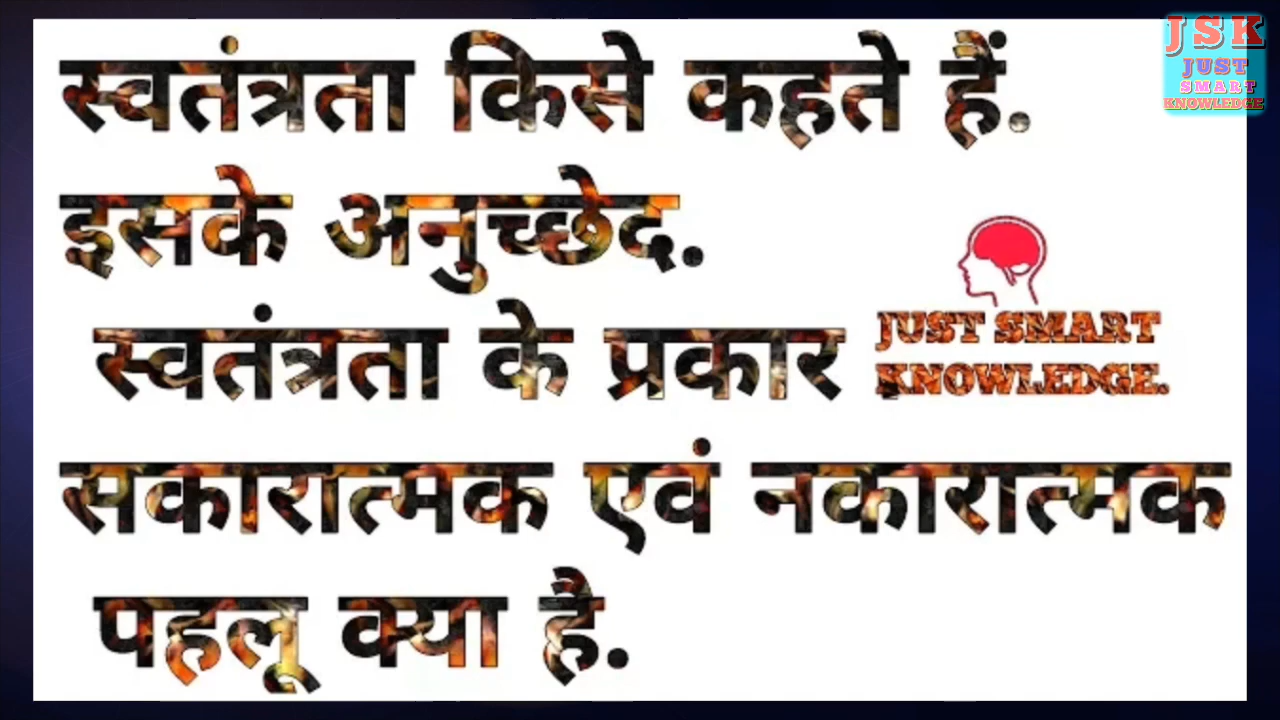 स्वतंत्रता किसे कहते हैं.
इसके अनुच्छेद.
स्वतंत्रता के प्रकार .
सकारात्मक एवं नकारात्मक
पहलू क्या है.
JUST SMART
KNOWLEDGE.
JSK
JUST
SMART
KNOWLEDGE